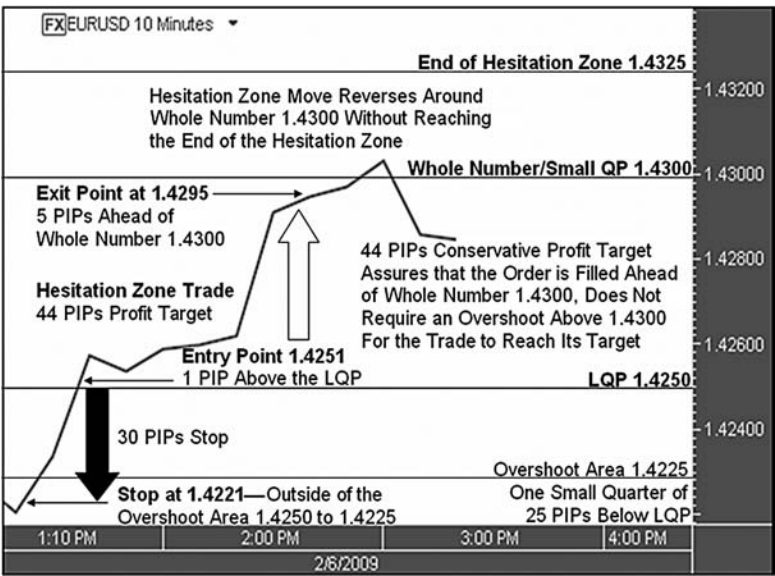 FX EURUSD 10 Minutes
End of Hesitation Zone 1.4325
1.43200
Hesitation Zone Move Reverses Around
Whole Number 1.4300 Without Reaching
the End of the Hesitation Zone
Whole Number/Small QP 1.4300
1.43000
Exit Point at 1.4295
5 PIPs Ahead of
Whole Number 1.4300
44 PIPs Conservative Profit Target
Assures that the Order is Filled Ahead
of Whole Number 1.4300, Does Not
Require an Overshoot Above 1.4300
For the Trade to Reach Its Target
1.42800
Hesitation Zone Trade
44 PIPs Profit Target
1.42600
Entry Point 1.4251
1 PIP Above the LQP
LQP 1.4250
1.42400
30 PIPs Stop
Overshoot Area 1.4225
One Small Quarter of
25 PIPs Below LQP
Stop at 1.4221—Outside of the
Overshoot Area 1.4250 to 1.4225
1:10 PM
2:00 PM
3:00 PM
4:00 PM
2/6/2009